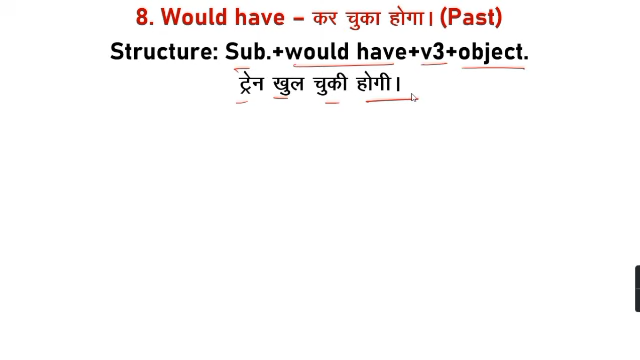 8. Would have – कर चुका होगा। (Past)
Structure: Sub.+would have+v3+object.
ट्रेन खुल चुकी होगी।